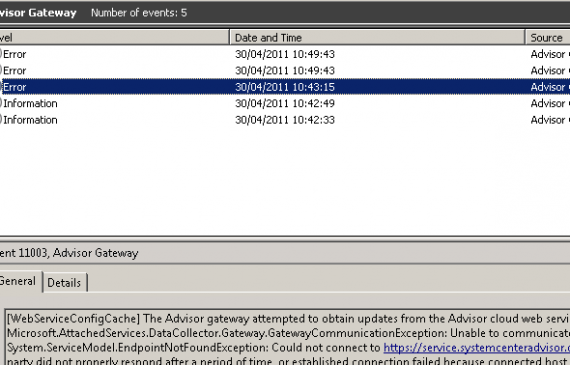 visor Gateway Number of events: 5
vel Date and Time Source
Error 30/04/2011 10:49:43 Advisor
Error 30/04/2011 10:49:43 Advisor
Error 30/04/2011 10:43:15 Advisor
Information 30/04/2011 10:42:49 Advisor
Information 30/04/2011 10:42:33 Advisor
ent 11003, Advisor Gateway
General Details
[WebServiceConfigCache] The Advisor gateway attempted to obtain updates from the Advisor cloud web servi
Microsoft.AttachedServices.DataCollector.Gateway.GatewayCommunicationException: Unable to communicate
System.ServiceModel.EndpointNotFoundException: Could not connect to https://service.systemcenteradvisor.c
party did not properly respond after a period of time, or established connection failed because connected host